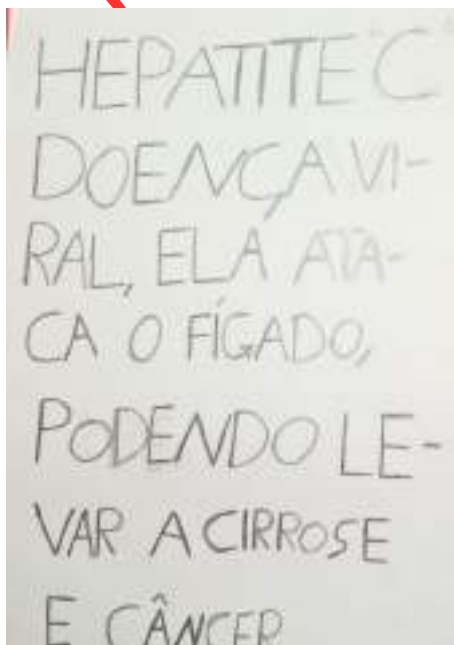 HEPATITE "C"
DOENÇA VI-
RAL, ELA ATA-
CA O FÍGADO,
PODENDO LE-
VAR A CIRROSE
E CÂNCER